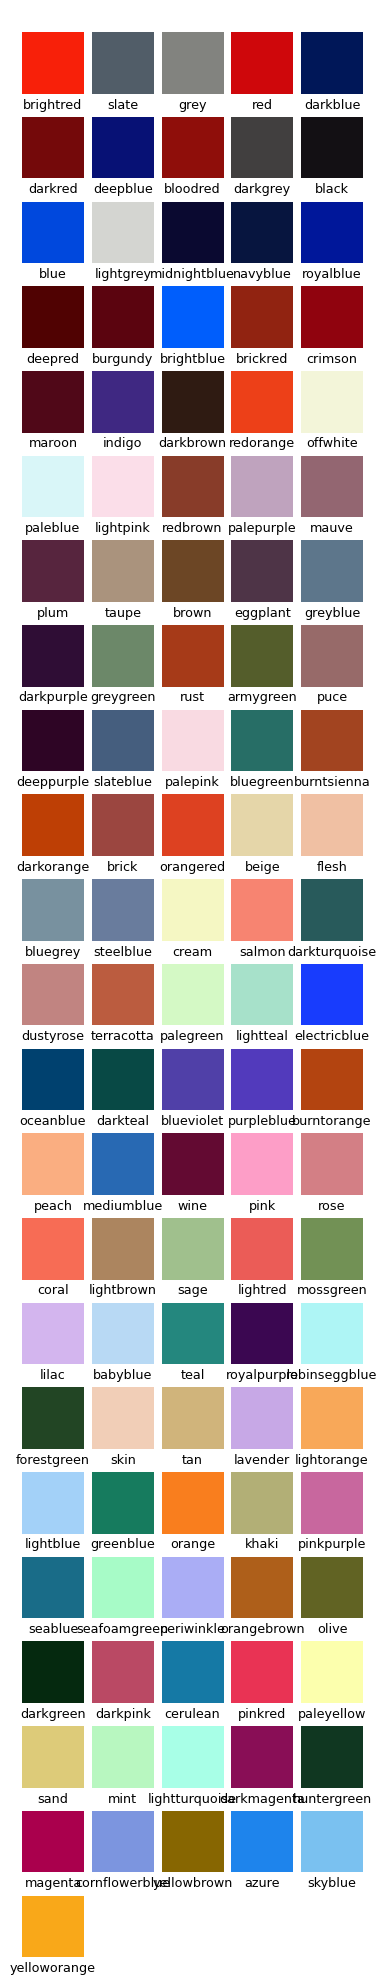 brightred slate grey red darkblue
darkred deepblue bloodred darkgrey black
blue lightgrey midnightblue navyblue royalblue
deepred burgundy brightblue brickred crimson
maroon indigo darkbrown redorange offwhite
paleblue lightpink redbrown palepurple mauve
plum taupe brown eggplant greyblue
darkpurple greygreen rust armygreen puce
deeppurple slateblue palepink bluegreen burntsienna
darkorange brick orangered beige flesh
bluegrey steelblue cream salmon darkturquoise
dustyrose terracotta palegreen lightteal electricblue
oceanblue darkteal blueviolet purpleblue burntorange
peach mediumblue wine pink rose
coral lightbrown sage lightred mossgreen
lilac babyblue teal royalpurple robinseggblue
forestgreen skin tan lavender lightorange
lightblue greenblue orange khaki pinkpurple
seablue seafoamgreen periwinkle orangebrown olive
darkgreen darkpink cerulean pinkred paleyellow
sand mint lightturquoise darkmagenta huntergreen
magenta cornflowerblue yellowbrown azure skyblue
yelloworange